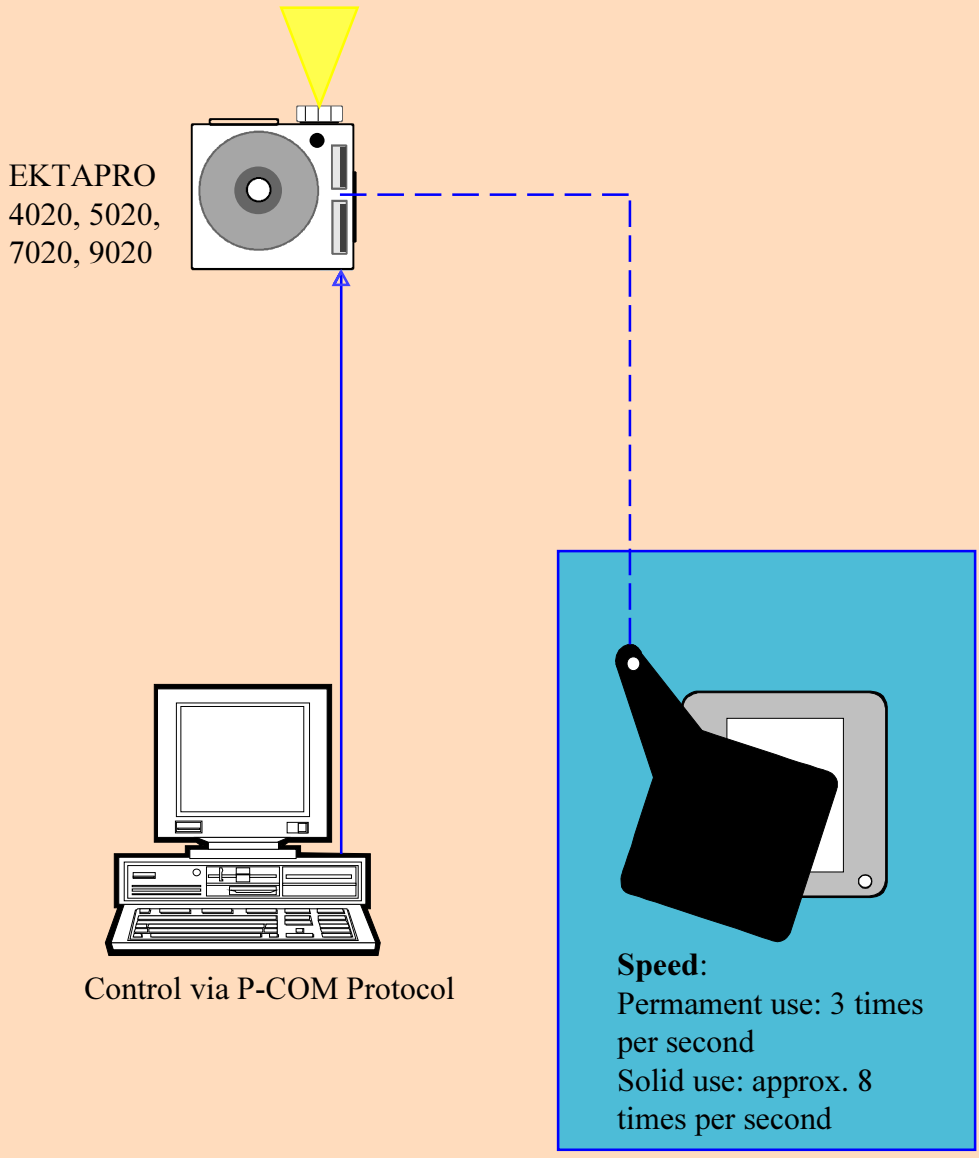 EKTAPRO
4020, 5020,
7020, 9020
Control via P-COM Protocol
Speed:
Permament use: 3 times
per second
Solid use: approx. 8
times per second